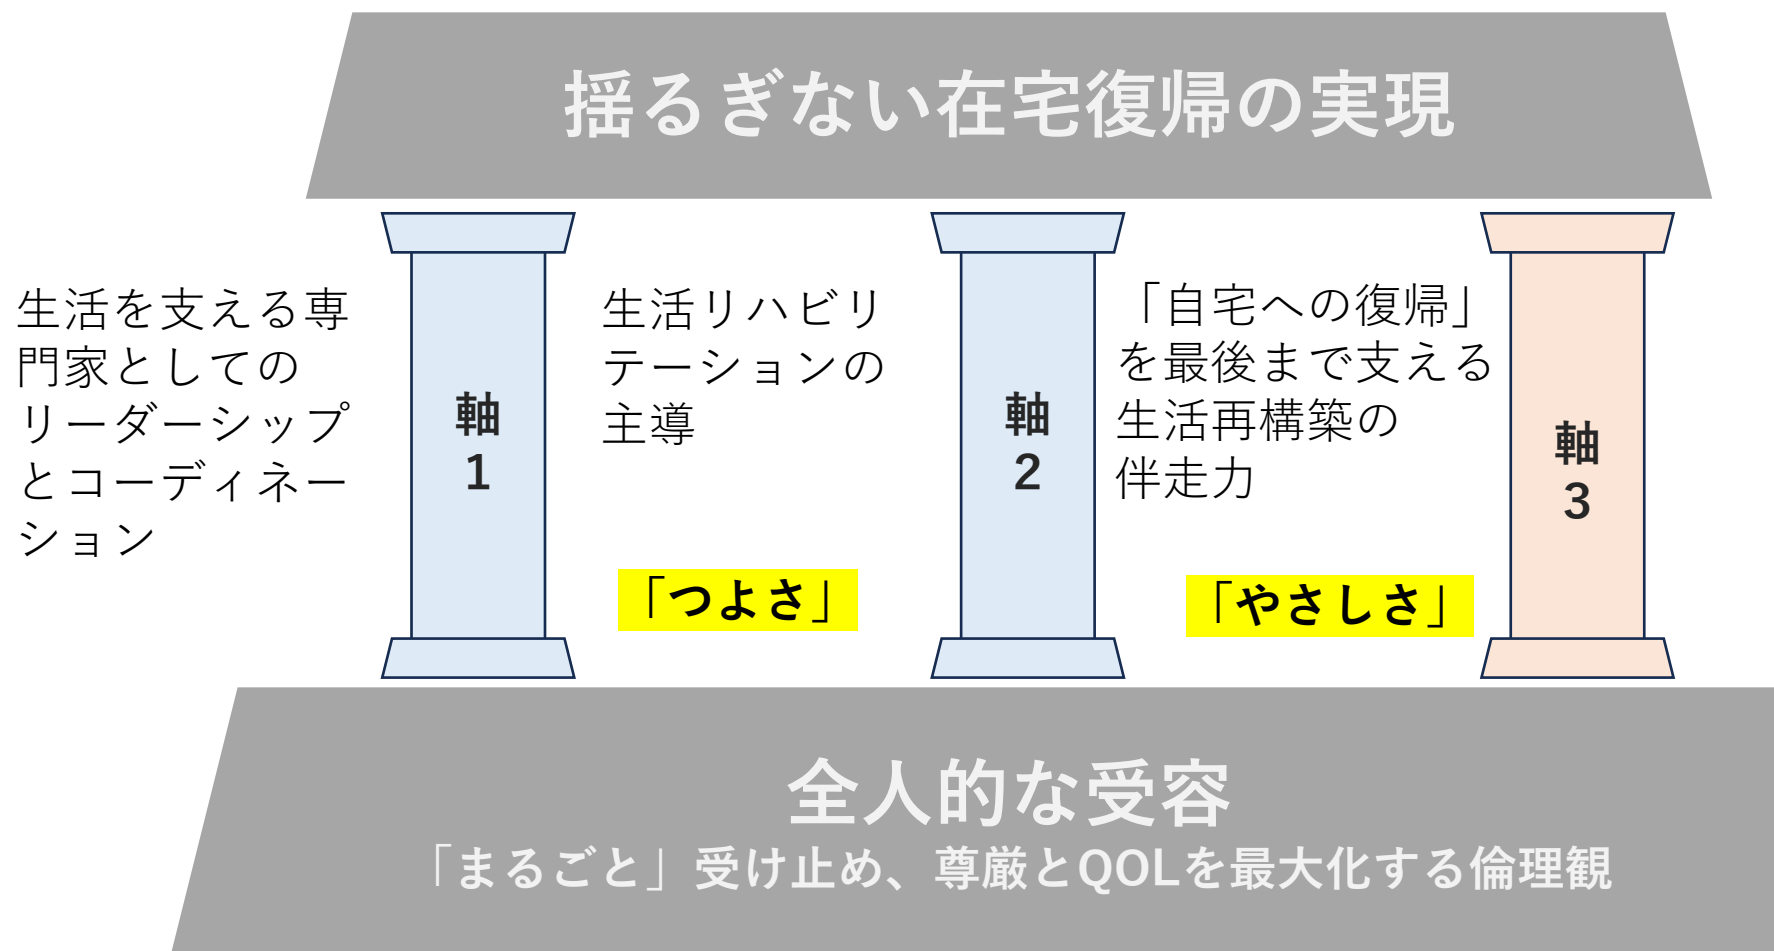 揺るぎない在宅復帰の実現
生活を支える専
門家としての
リーダーシップ
とコーディネー
ション
軸
1
生活リハビリ
テーションの
主導
「つよさ」
軸
2
「自宅への復帰」
を最後まで支える
生活再構築の
伴走力
「やさしさ」
軸
3
全人的な受容
「まるごと」受け止め、尊厳とQOLを最大化する倫理観